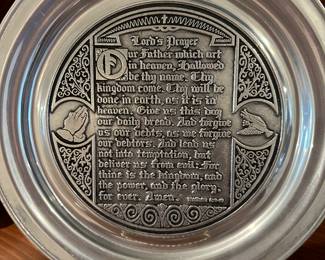 Lord's Prayer
Our Father which art
in heaven, Hallowed
be thy name. Thy
kingdom come. Thy will be
done in earth, as it is in
heaven. Give us this day
our daily bread. And forgive
us our debts, as we forgive
our debtors. And lead us
not into temptation, but
deliver us from evil: For
thine is the kingdom, and
the power, and the glory,
for ever. Amen.